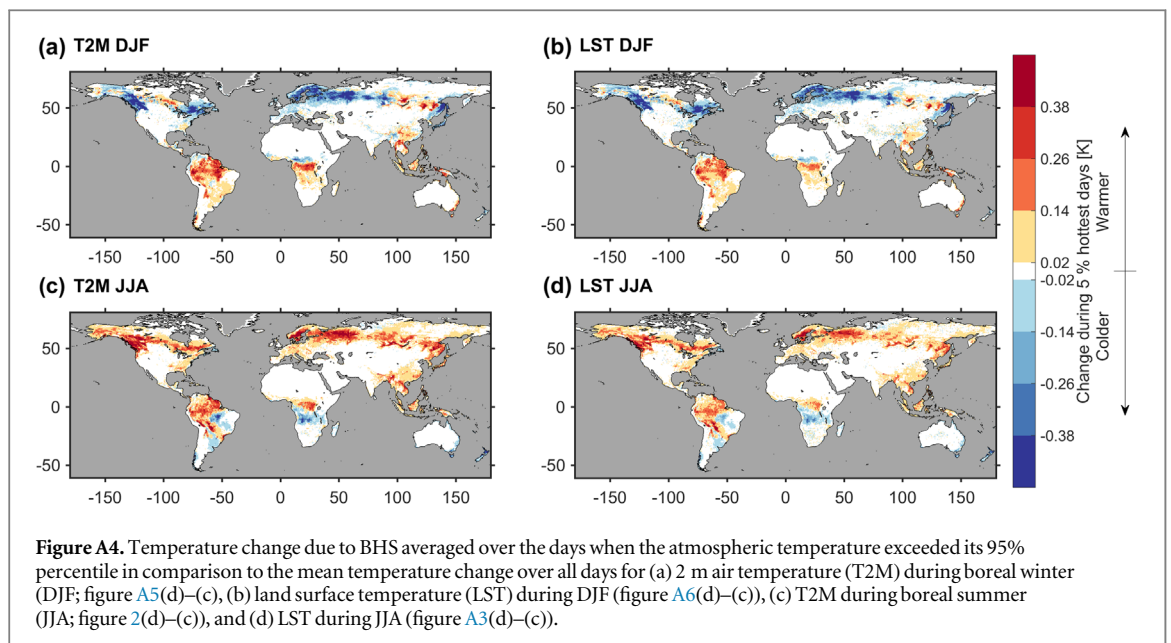 (a) T2M DJF
(b) LST DJF
50
0
-50
-150 -100 -50 0 50 100 150
50
0
-50
-150 -100 -50 0 50 100 150
(c) T2M JJA
(d) LST JJA
50
0
-50
-150 -100 -50 0 50 100 150
50
0
-50
-150 -100 -50 0 50 100 150
0.38
0.26
0.14
0.02
-0.02
-0.14
-0.26
-0.38
Change during 5 % hottest days [K]
Colder Warmer
Figure A4. Temperature change due to BHS averaged over the days when the atmospheric temperature exceeded its 95%
percentile in comparison to the mean temperature change over all days for (a) 2 m air temperature (T2M) during boreal winter
(DJF; figure A5(d)–(c), (b) land surface temperature (LST) during DJF (figure A6(d)–(c)), (c) T2M during boreal summer
(JJA; figure 2(d)–(c)), and (d) LST during JJA (figure A3(d)–(c)).